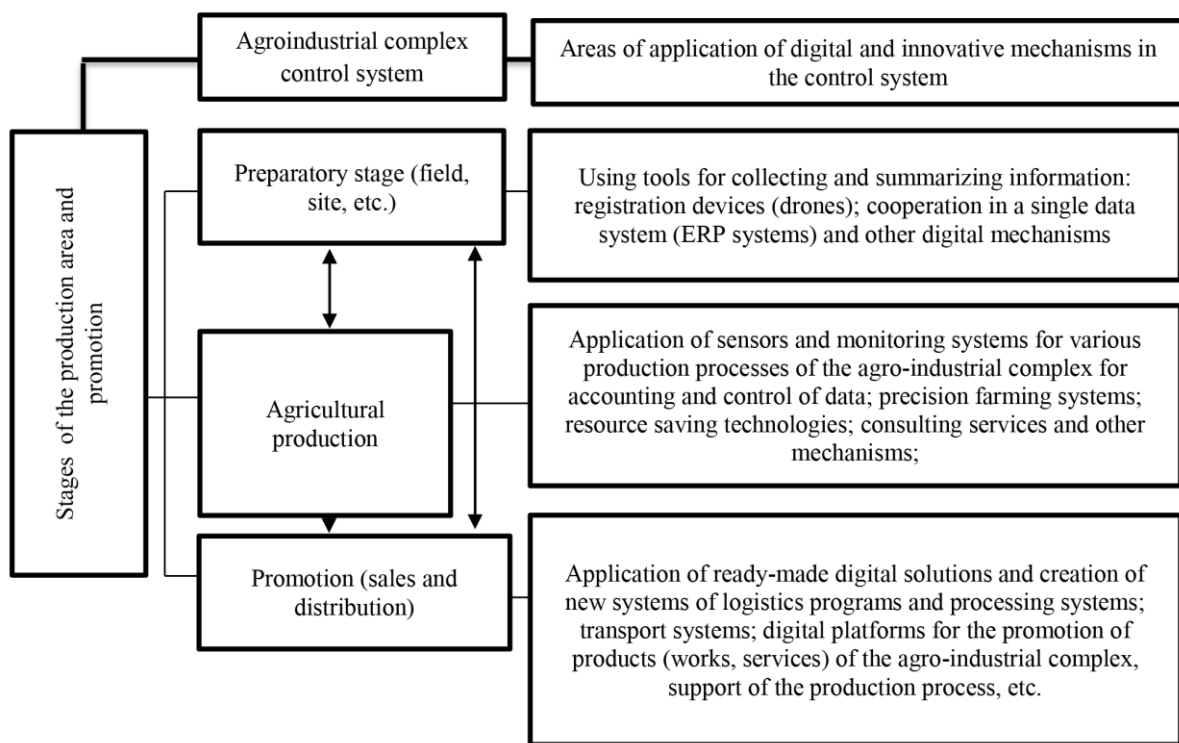 Agroindustrial complex
control system
Areas of application of digital and innovative mechanisms in
the control system
Stages of the production area and
promotion
Preparatory stage (field,
site, etc.)
Using tools for collecting and summarizing information:
registration devices (drones); cooperation in a single data
system (ERP systems) and other digital mechanisms
Agricultural
production
Application of sensors and monitoring systems for various
production processes of the agro-industrial complex for
accounting and control of data; precision farming systems;
resource saving technologies; consulting services and other
mechanisms;
Promotion (sales and
distribution)
Application of ready-made digital solutions and creation of
new systems of logistics programs and processing systems;
transport systems; digital platforms for the promotion of
products (works, services) of the agro-industrial complex,
support of the production process, etc.